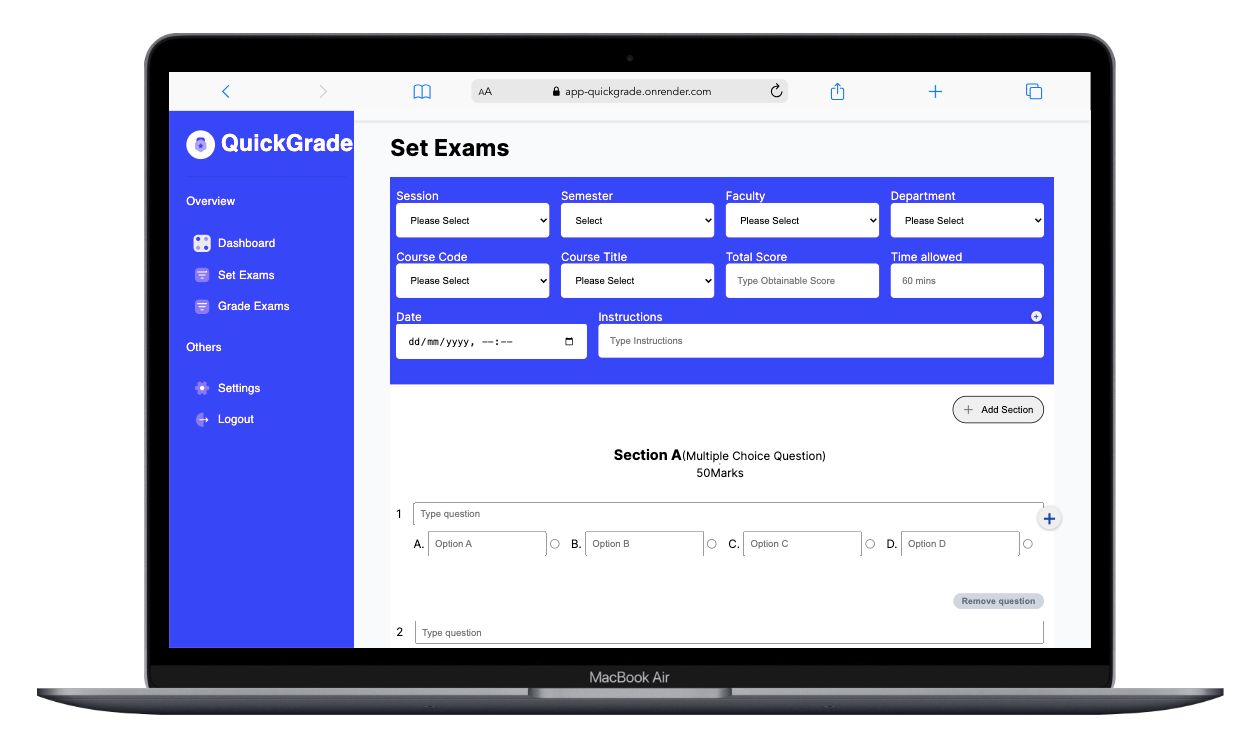 AA app-quickgrade.onrender.com
QuickGrade
Overview
Dashboard
Set Exams
Grade Exams
Others
Settings
Logout
Set Exams
Session Semester Faculty Department
Please Select Select Please Select Please Select
Course Code Course Title Total Score Time allowed
Please Select Please Select Type Obtainable Score 60 mins
Date Instructions
dd/mm/yyyy, --:-- Type Instructions
+ Add Section
Section A(Multiple Choice Question)
50Marks
1 Type question
A. Option A B. Option B C. Option C D. Option D
Remove question
2 Type question
MacBook Air